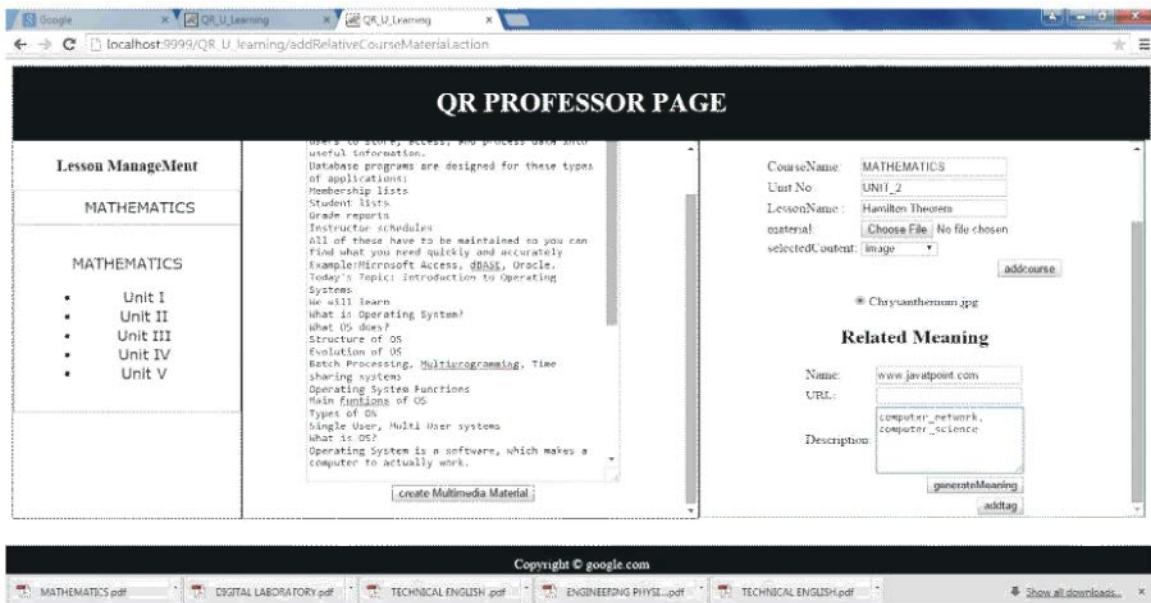 Google
QR_U_Learning
QR_U_Learning
localhost:9999/QR_U_learning/addRelativeCourseMaterial.action
QR PROFESSOR PAGE
Lesson ManageMent
MATHEMATICS
MATHEMATICS
Unit I
Unit II
Unit III
Unit IV
Unit V
users to store, access, and process data into
useful information.
Database programs are designed for these types
of applications:
Membership lists
Student lists
Grade reports
Instructor schedules
All of these have to be maintained so you can
find what you need quickly and accurately
Example:Microsoft Access, dBASE, Oracle.
Today's Topic: Introduction to Operating
Systems
We will learn
What is Operating System?
What OS does?
Structure of OS
Evolution of OS
Batch Processing, Multiprogramming, Time
sharing systems
Operating System Functions
Main funtions of OS
Types of OS
Single User, Multi User systems
What is OS?
Operating System is a software, which makes a
computer to actually work.
create Multimedia Material
CourseName: MATHEMATICS
Unit No UNIT_2
LessonName : Hamilton Theorem
material: Choose File No file chosen
selectedContent: image
addcourse
Chrysanthemum.jpg
Related Meaning
Name: www.javatpoint.com
URL:
Description: computer_network,
computer_science
generateMeaning
addtag
Copyright © google.com
MATHEMATICS.pdf
DIGITAL LABORATORY.pdf
TECHNICAL ENGLISH .pdf
ENGINEERING PHYSI....pdf
TECHNICAL ENGLISH.pdf
Show all downloads...